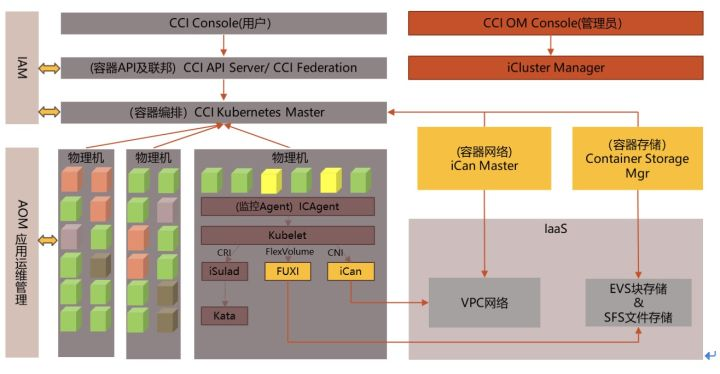 CCI Console(用户)
CCI OM Console(管理员)
IAM
(容器API及联邦) CCI API Server/ CCI Federation
iCluster Manager
(容器编排) CCI Kubernetes Master
物理机
物理机
物理机
(容器网络)
iCan Master
(容器存储)
Container Storage
Mgr
AOM 应用运维管理
(监控Agent) ICAgent
Kubelet
CRI
FlexVolume
CNI
iSulad
FUXI
iCan
Kata
IaaS
VPC网络
EVS块存储
&
SFS文件存储